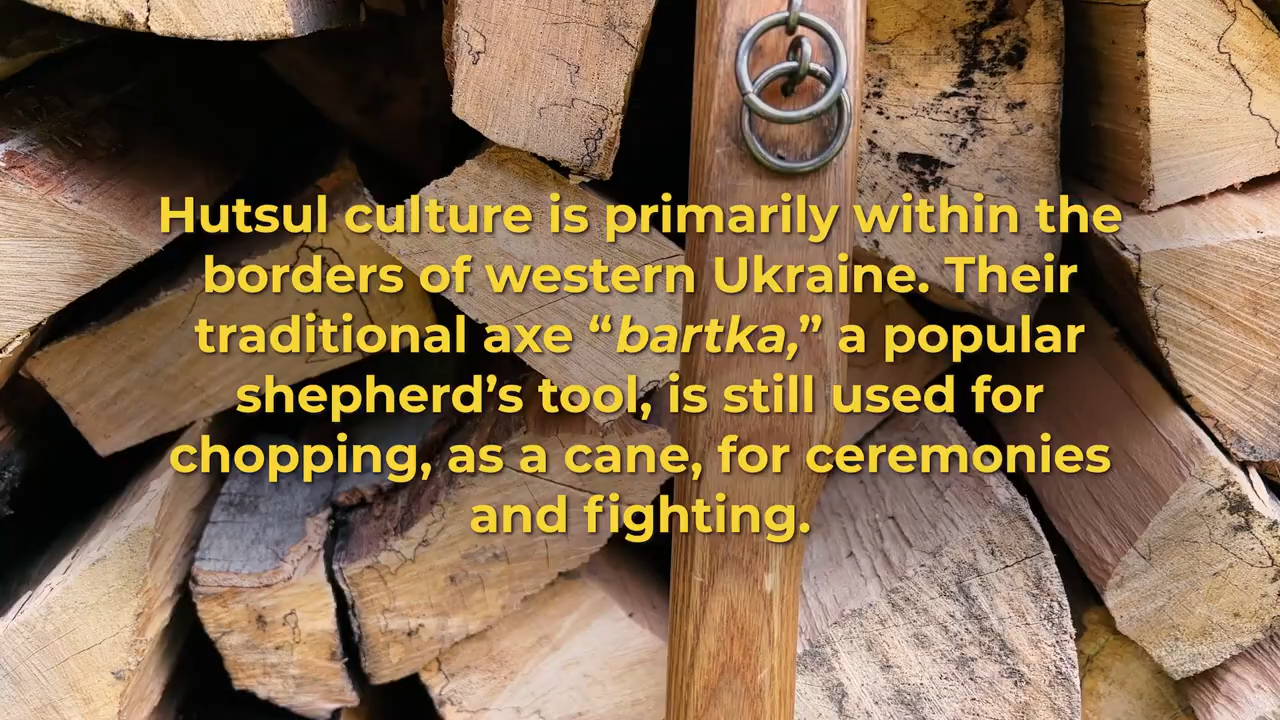 Hutsul culture is primarily within the
borders of western Ukraine. Their
traditional axe “bartka,” a popular
shepherd’s tool, is still used for
chopping, as a cane, for ceremonies
and fighting.